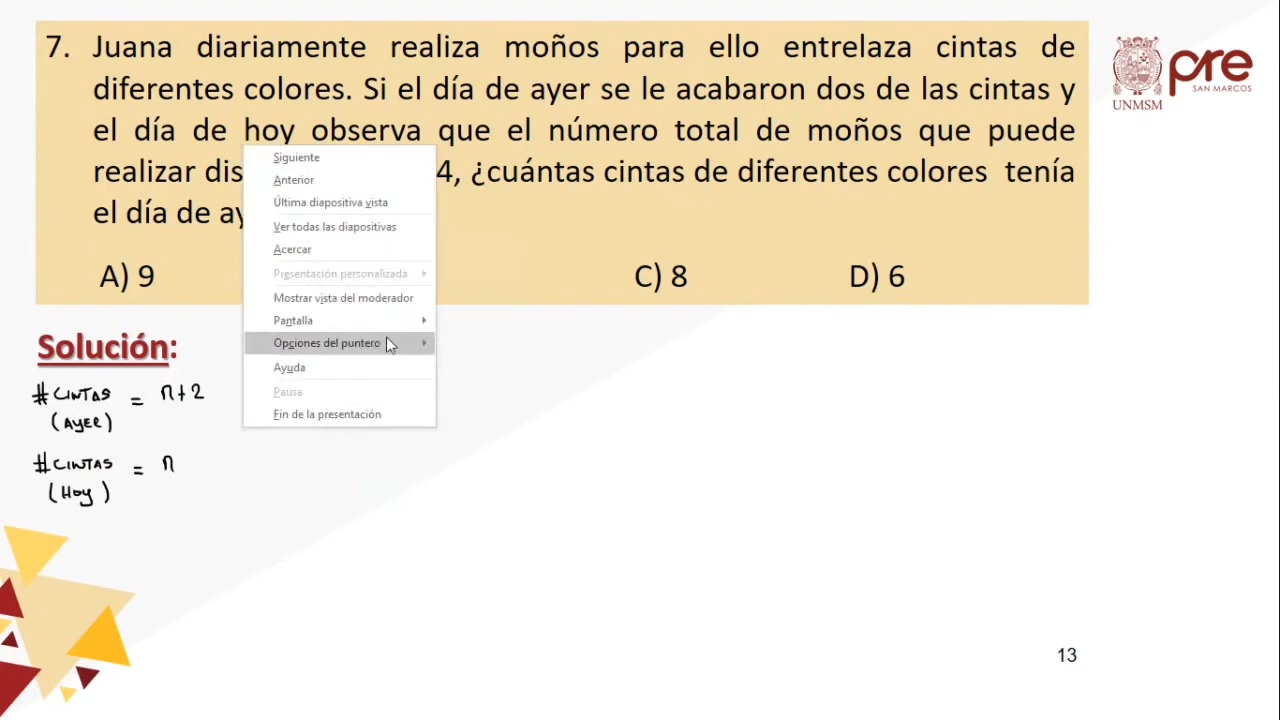 7. Juana diariamente realiza moños para ello entrelaza cintas de
diferentes colores. Si el día de ayer se le acabaron dos de las cintas y
el día de hoy observa que el número total de moños que puede
realizar dis 4, ¿cuántas cintas de diferentes colores tenía
el día de ay
A) 9 C) 8 D) 6
pre
SAN MARCOS
UNMSM
Siguiente
Anterior
Última diapositiva vista
Ver todas las diapositivas
Acercar
Presentación personalizada
Mostrar vista del moderador
Pantalla
Opciones del puntero
Ayuda
Pausa
Fin de la presentación
Solución:
#CINTAS = n+2
(AYER)
#CINTAS = n
(HOY)
13